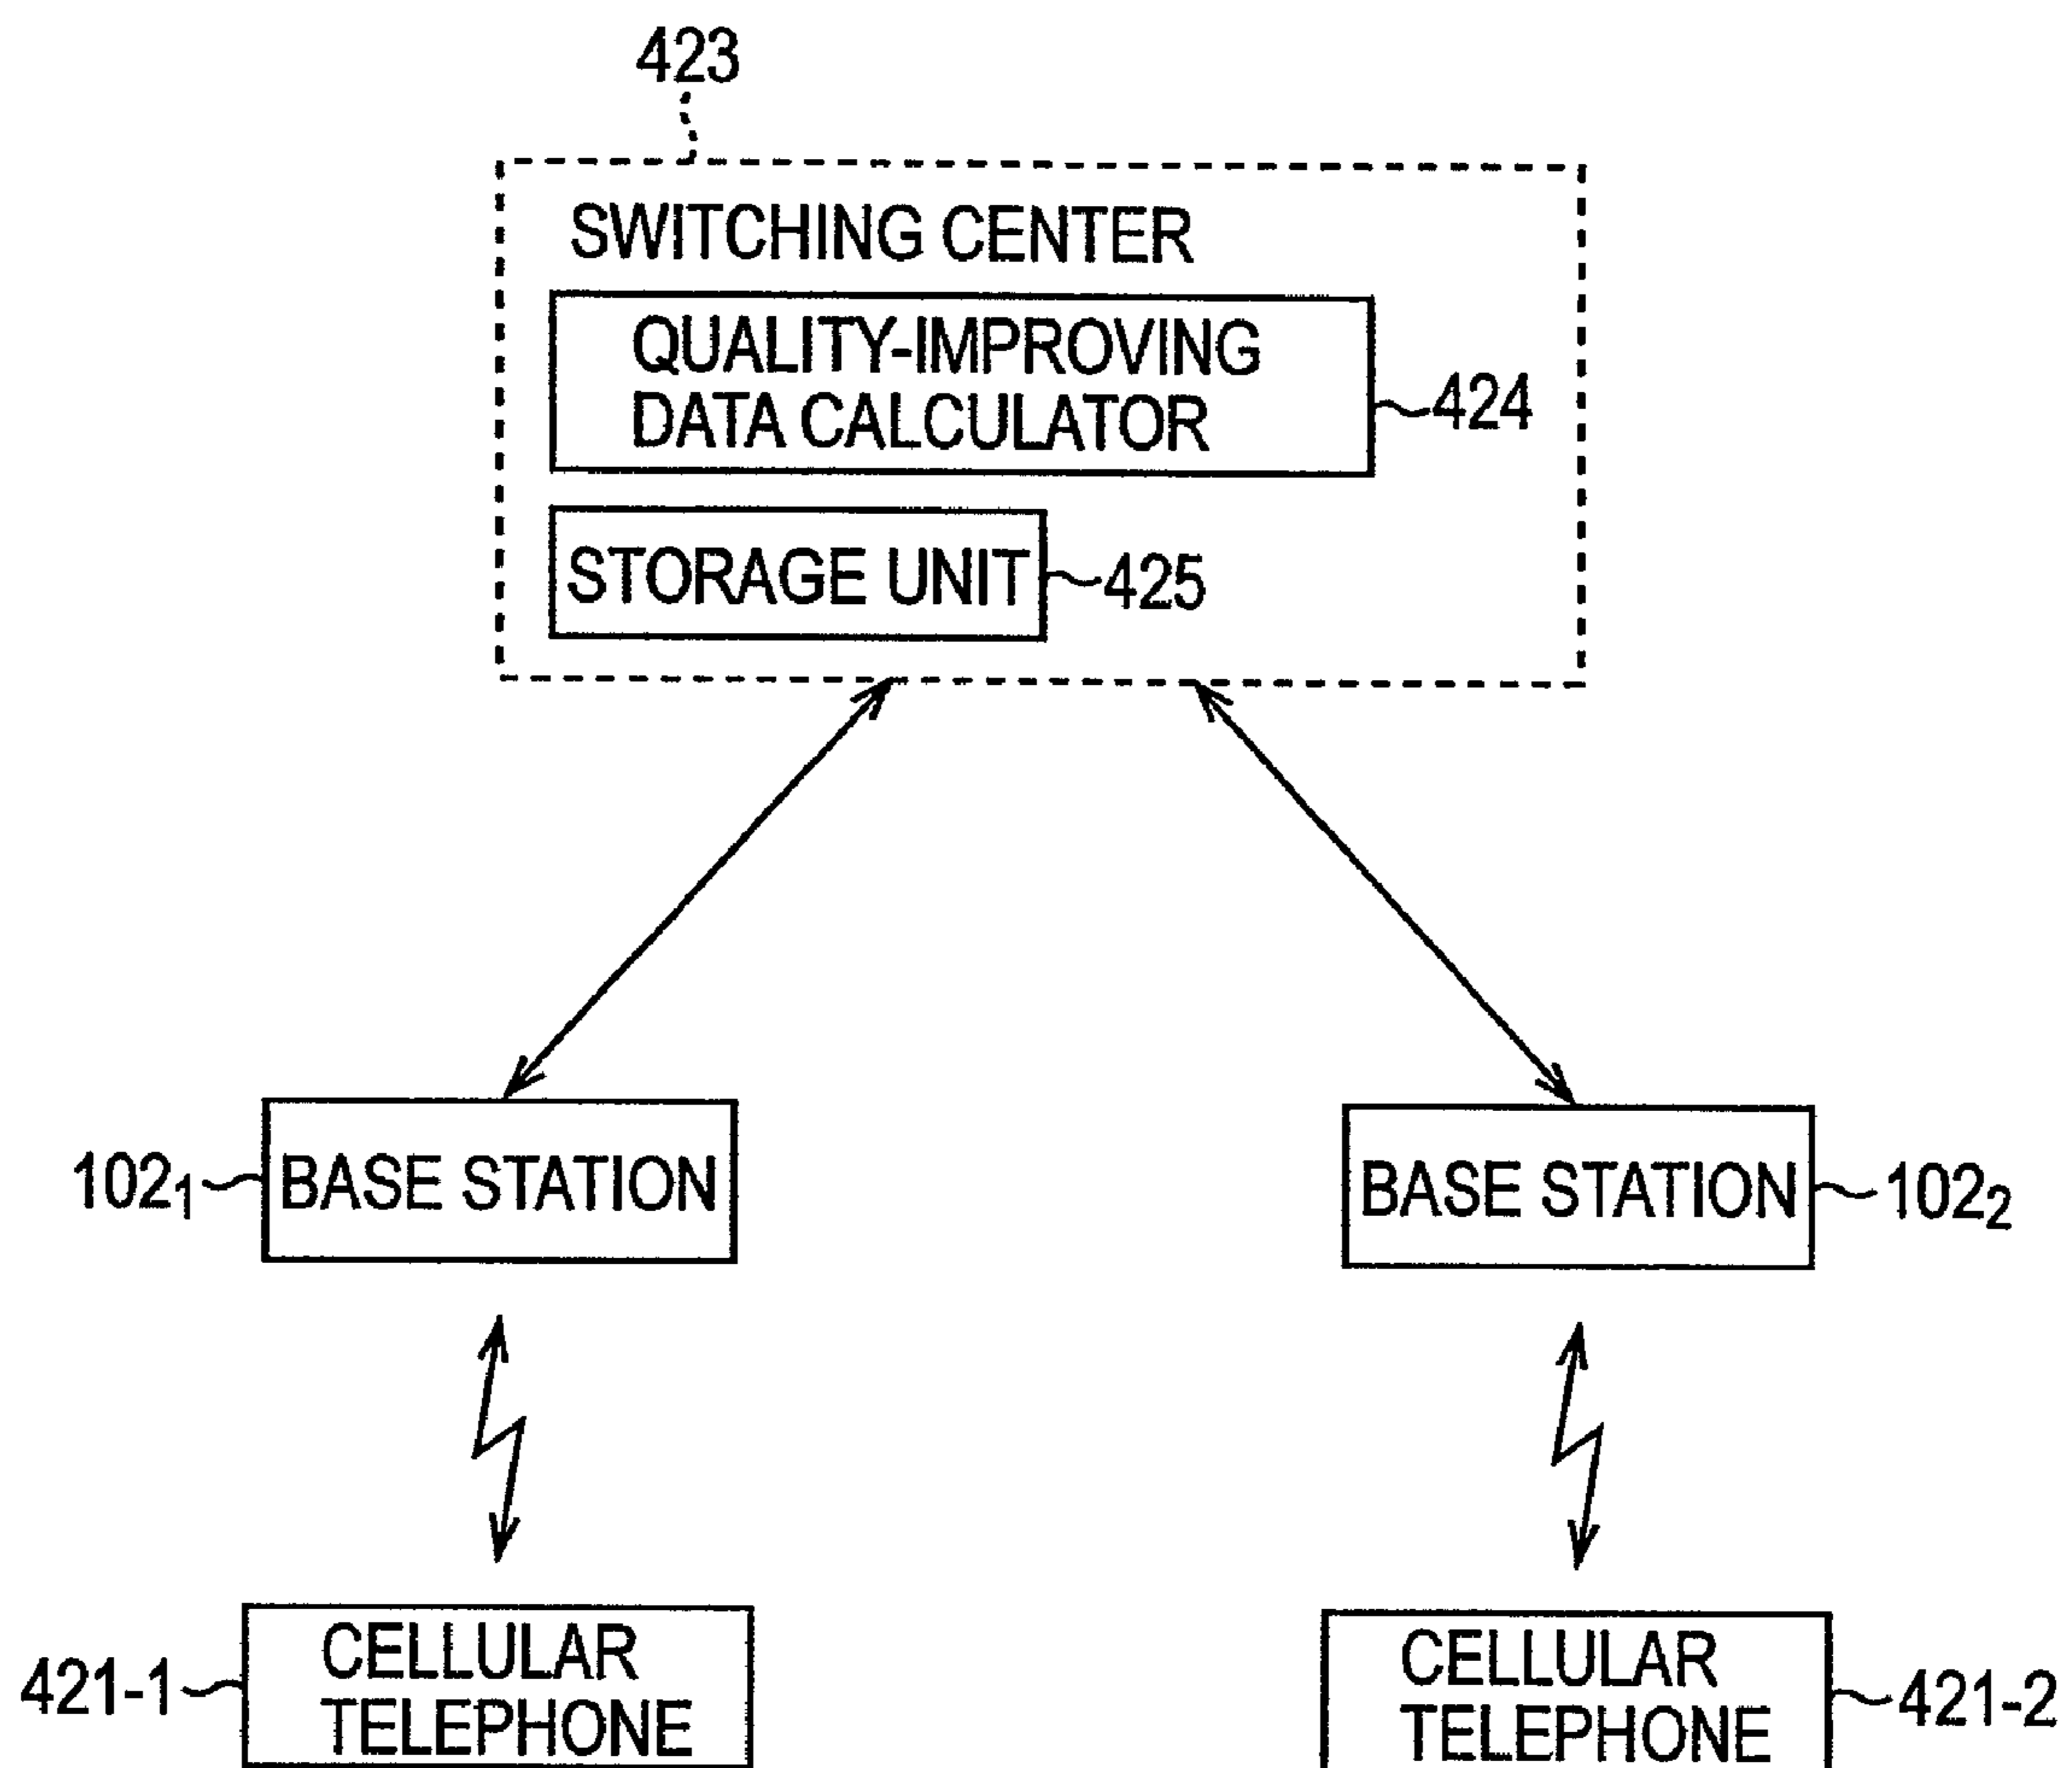 423
SWITCHING CENTER
QUALITY-IMPROVING
DATA CALCULATOR
424
STORAGE UNIT
425
102₁
BASE STATION
BASE STATION
102₂
421-1
CELLULAR
TELEPHONE
CELLULAR
TELEPHONE
421-2